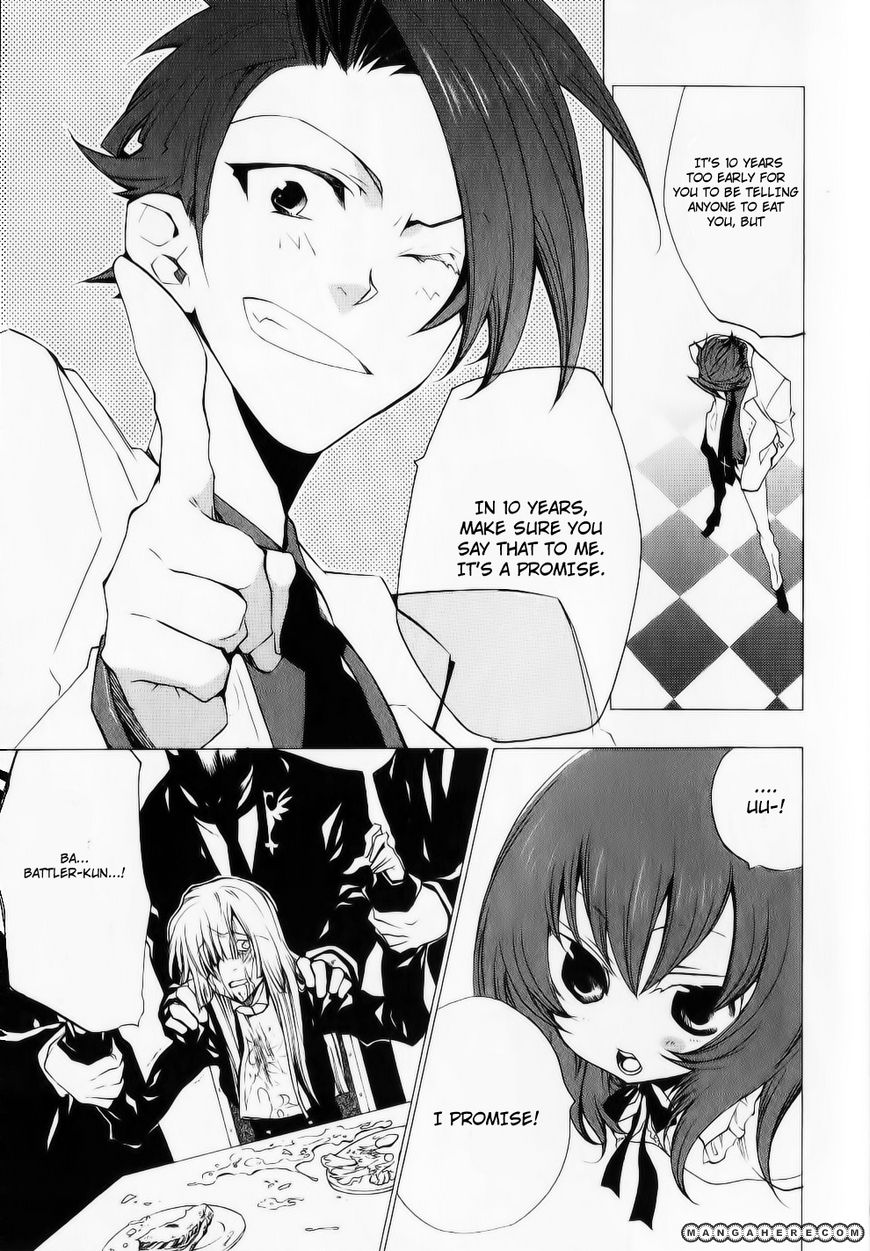 IT'S 10 YEARS
TOO EARLY FOR
YOU TO BE TELLING
ANYONE TO EAT
YOU, BUT
IN 10 YEARS,
MAKE SURE YOU
SAY THAT TO ME.
IT'S A PROMISE.
....
UU-!
I PROMISE!
BA...
BATTLER-KUN...!
MANGAHERE.COM